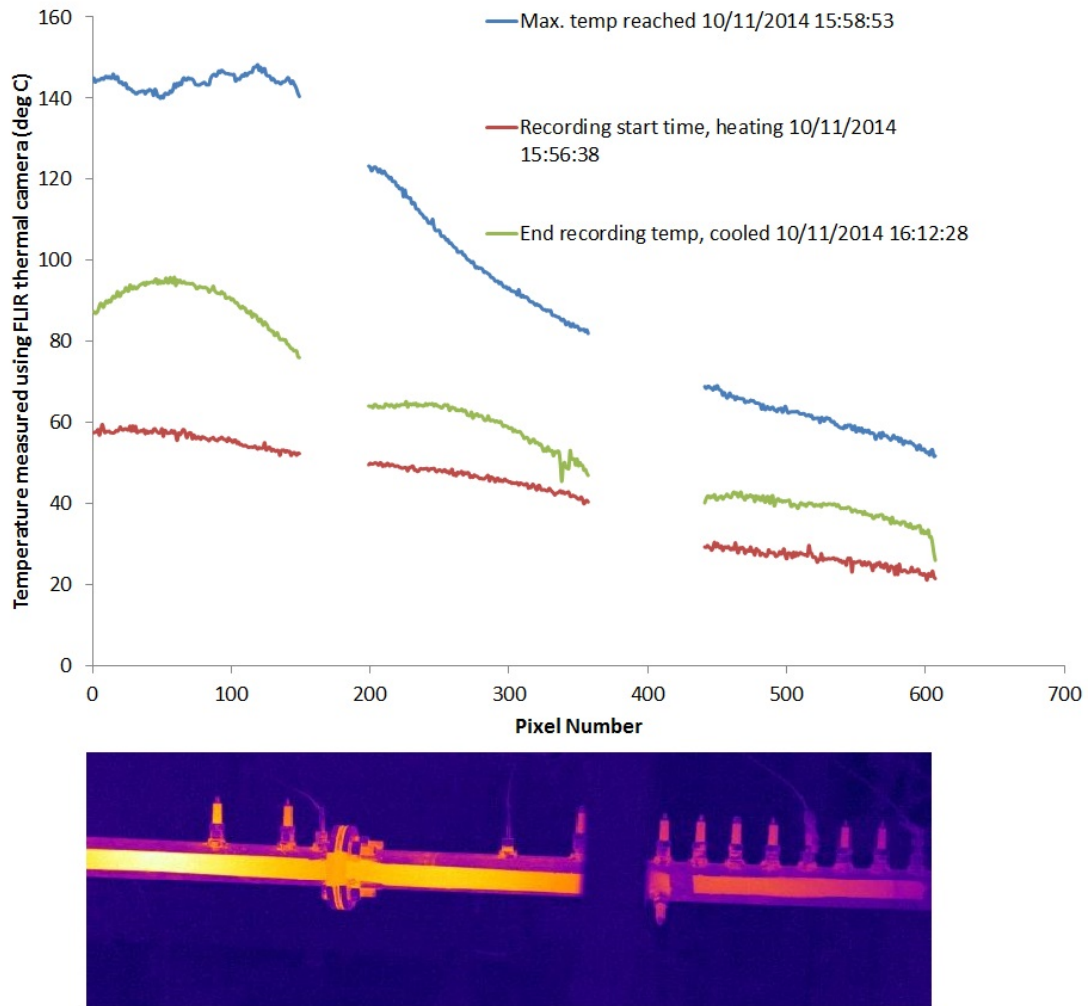 Max. temp reached 10/11/2014 15:58:53
Recording start time, heating 10/11/2014
15:56:38
End recording temp, cooled 10/11/2014 16:12:28
Temperature measured using FLIR thermal camera (deg C)
160
140
120
100
80
60
40
20
0
0 100 200 300 400 500 600 700
Pixel Number